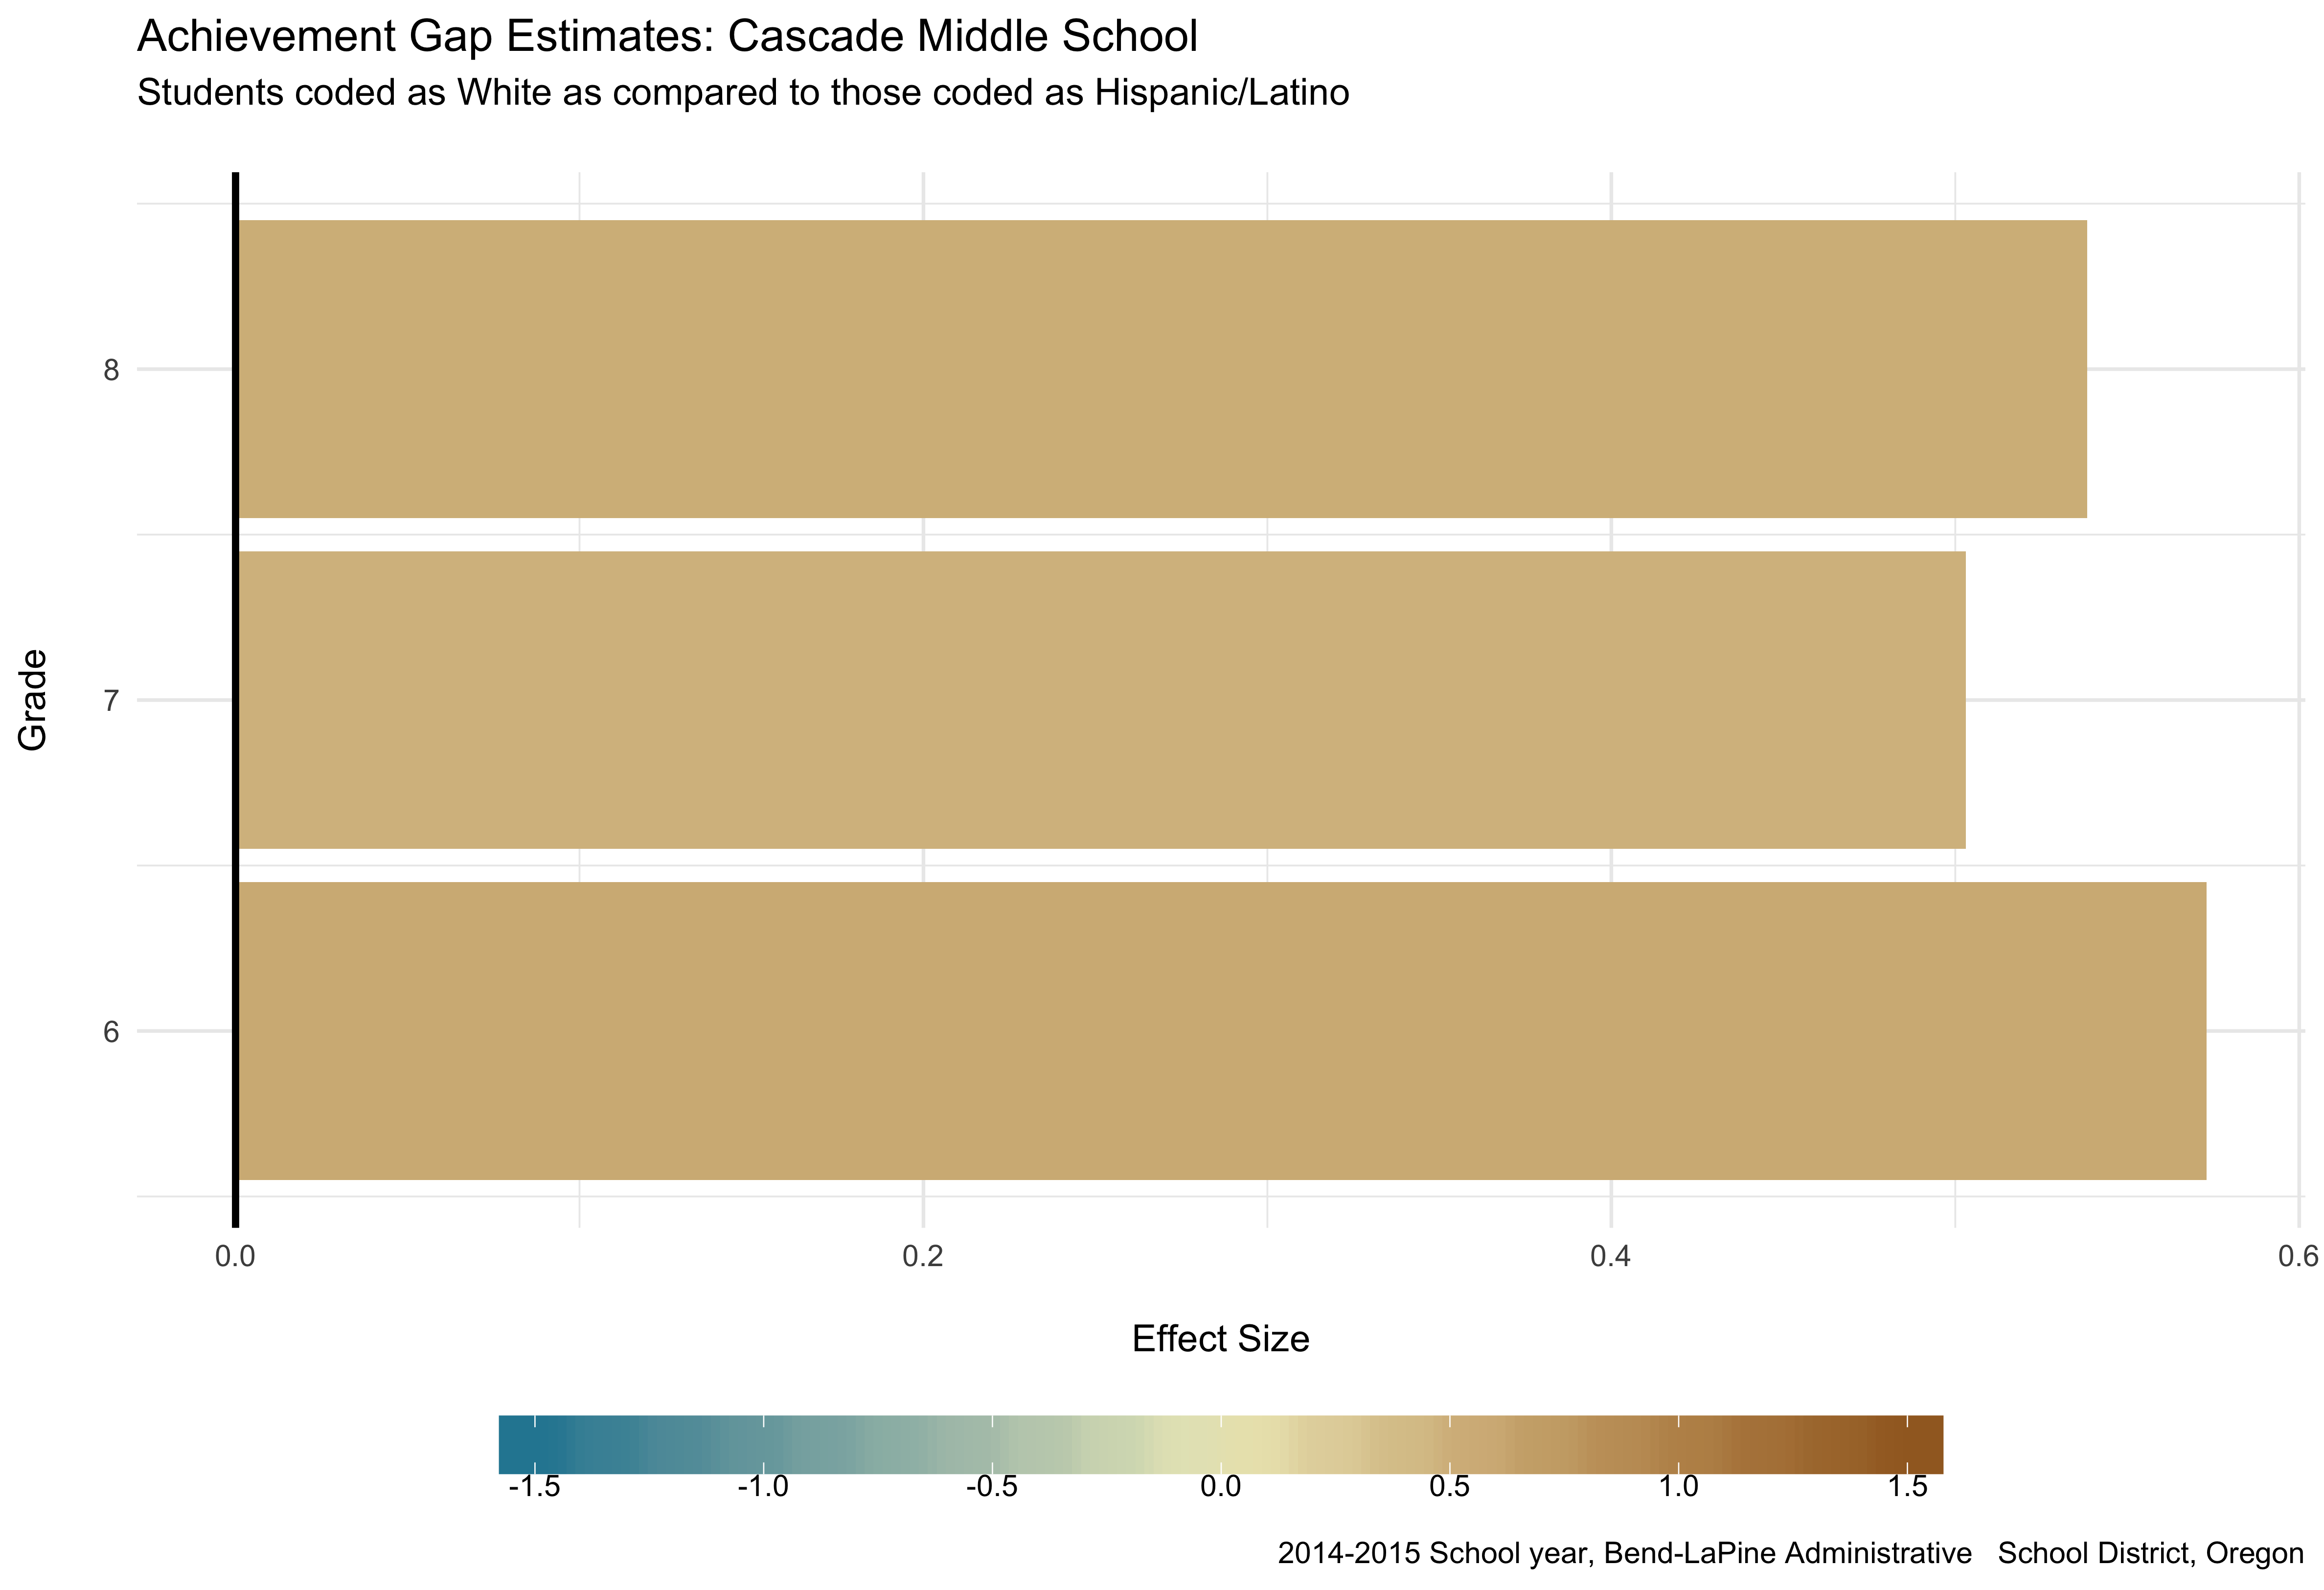 Achievement Gap Estimates: Cascade Middle School
Students coded as White as compared to those coded as Hispanic/Latino
8
7
6
Grade
0.0 0.2 0.4 0.6
Effect Size
-1.5 -1.0 -0.5 0.0 0.5 1.0 1.5
2014-2015 School year, Bend-LaPine Administrative   School District, Oregon